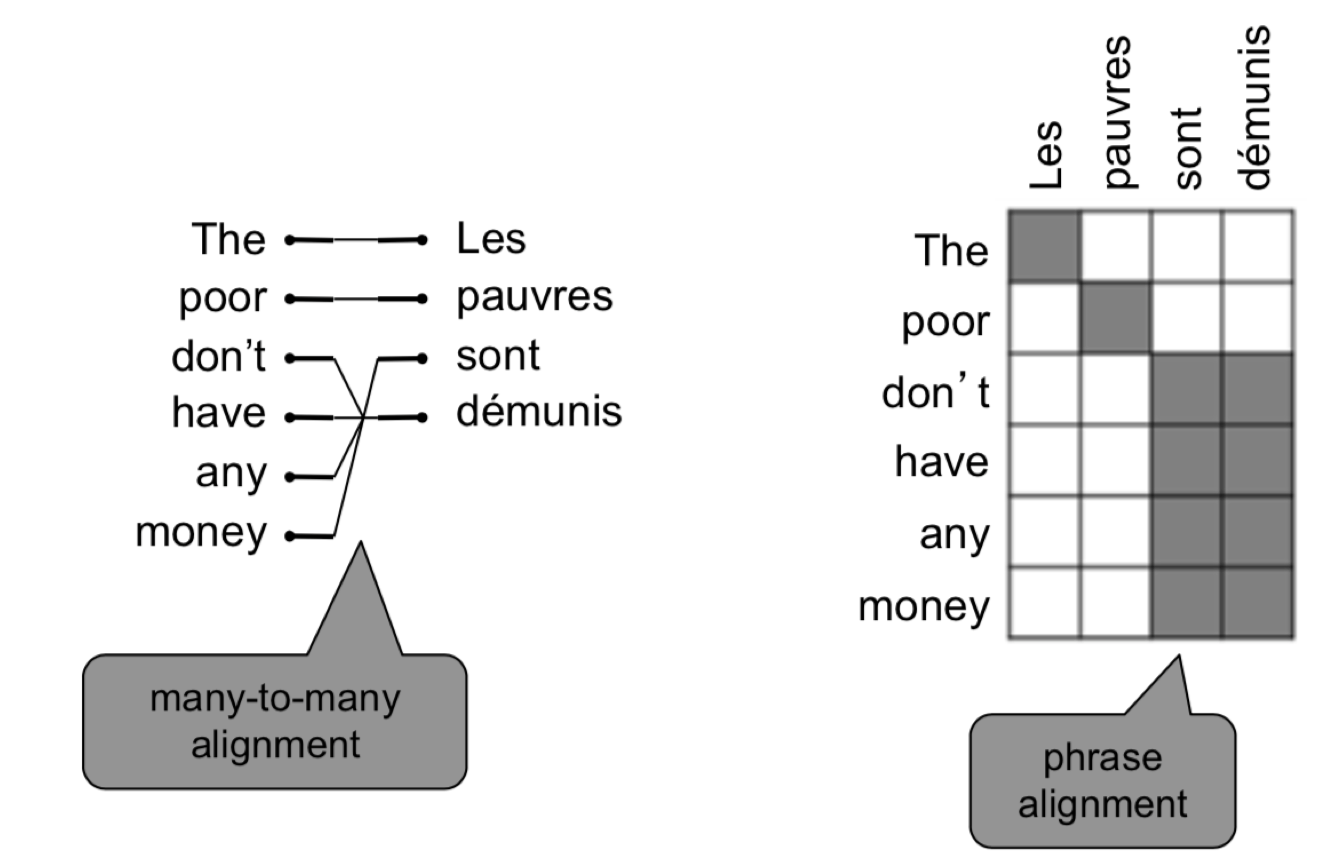 The Les
poor pauvres
don't sont
have démunis
any
money
many-to-many
alignment
Les pauvres sont démunis
The
poor
don't
have
any
money
phrase
alignment